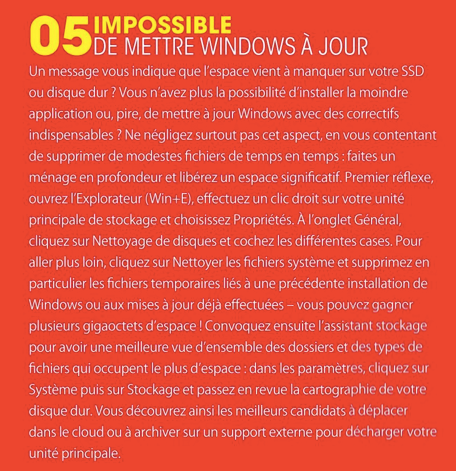 05 IMPOSSIBLE
DE METTRE WINDOWS À JOUR
Un message vous indique que l'espace vient à manquer sur votre SSD
ou disque dur ? Vous n'avez plus la possibilité d'installer la moindre
application ou, pire, de mettre à jour Windows avec des correctifs
indispensables ? Ne négligez surtout pas cet aspect, en vous contentant
de supprimer de modestes fichiers de temps en temps : faites un
ménage en profondeur et libérez un espace significatif. Premier réflexe,
ouvrez l'Explorateur (Win+E), effectuez un clic droit sur votre unité
principale de stockage et choisissez Propriétés. À l'onglet Général,
cliquez sur Nettoyage de disques et cochez les différentes cases. Pour
aller plus loin, cliquez sur Nettoyer les fichiers système et supprimez en
particulier les fichiers temporaires liés à une précédente installation de
Windows ou aux mises à jour déjà effectuées – vous pouvez gagner
plusieurs gigaoctets d'espace ! Convoquez ensuite l'assistant stockage
pour avoir une meilleure vue d'ensemble des dossiers et des types de
fichiers qui occupent le plus d'espace : dans les paramètres, cliquez sur
Système puis sur Stockage et passez en revue la cartographie de votre
disque dur. Vous découvrez ainsi les meilleurs candidats à déplacer
dans le cloud ou à archiver sur un support externe pour décharger votre
unité principale.